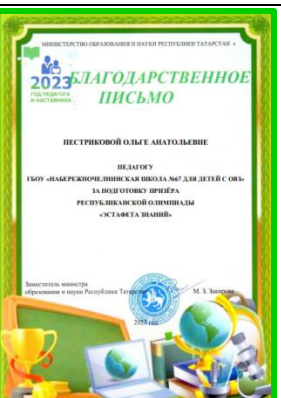 МИНИСТЕРСТВО ОБРАЗОВАНИЯ И НАУКИ РЕСПУБЛИКИ ТАТАРСТАН
2023
ГОД ПЕДАГОГА
И НАСТАВНИКА
БЛАГОДАРСТВЕННОЕ
ПИСЬМО
ПЕСТРИКОВОЙ ОЛЬГЕ АНАТОЛЬЕВНЕ
ПЕДАГОГУ
ГБОУ «НАБЕРЕЖНОЧЕЛНИНСКАЯ ШКОЛА №67 ДЛЯ ДЕТЕЙ С ОВЗ»
ЗА ПОДГОТОВКУ ПРИЗЁРА
РЕСПУБЛИКАНСКОЙ ОЛИМПИАДЫ
«ЭСТАФЕТА ЗНАНИЙ»
Заместитель министра
образования и науки Республики Татарстан М. З. Закирова
2023 год